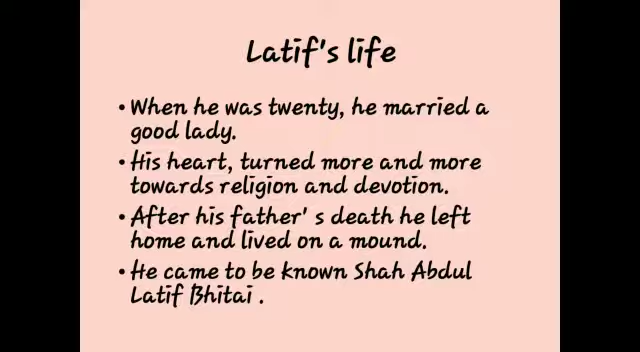 Latif's life
• When he was twenty, he married a
good lady.
• His heart, turned more and more
towards religion and devotion.
• After his father' s death he left
home and lived on a mound.
• He came to be known Shah Abdul
Latif Bhitai .